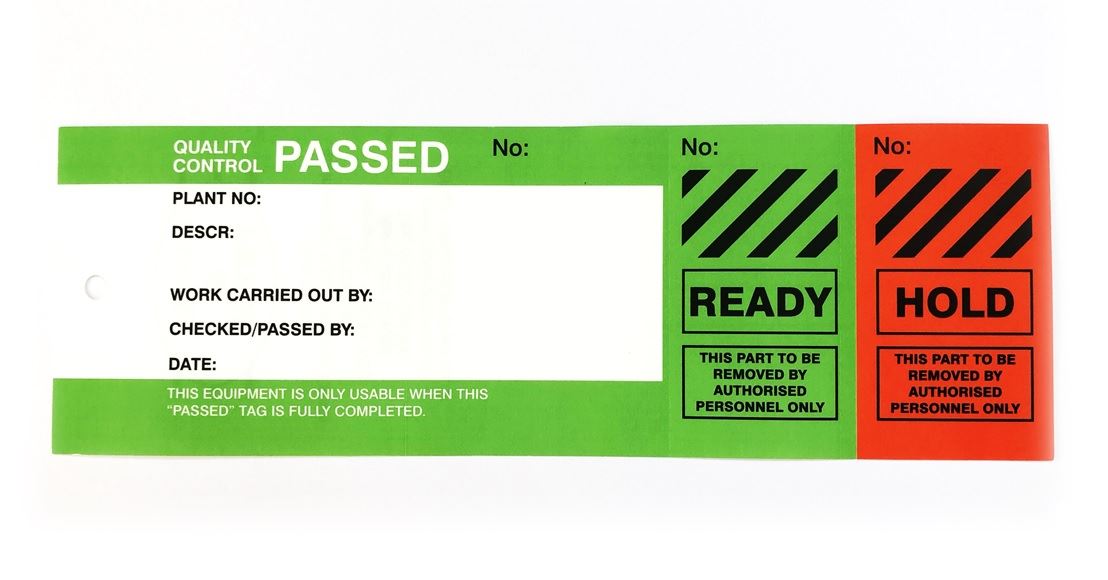 QUALITY
CONTROL
PASSED
No:
PLANT NO:
DESCR:
WORK CARRIED OUT BY:
CHECKED/PASSED BY:
DATE:
THIS EQUIPMENT IS ONLY USABLE WHEN THIS
“PASSED” TAG IS FULLY COMPLETED.
No:
READY
THIS PART TO BE
REMOVED BY
AUTHORISED
PERSONNEL ONLY
No:
HOLD
THIS PART TO BE
REMOVED BY
AUTHORISED
PERSONNEL ONLY